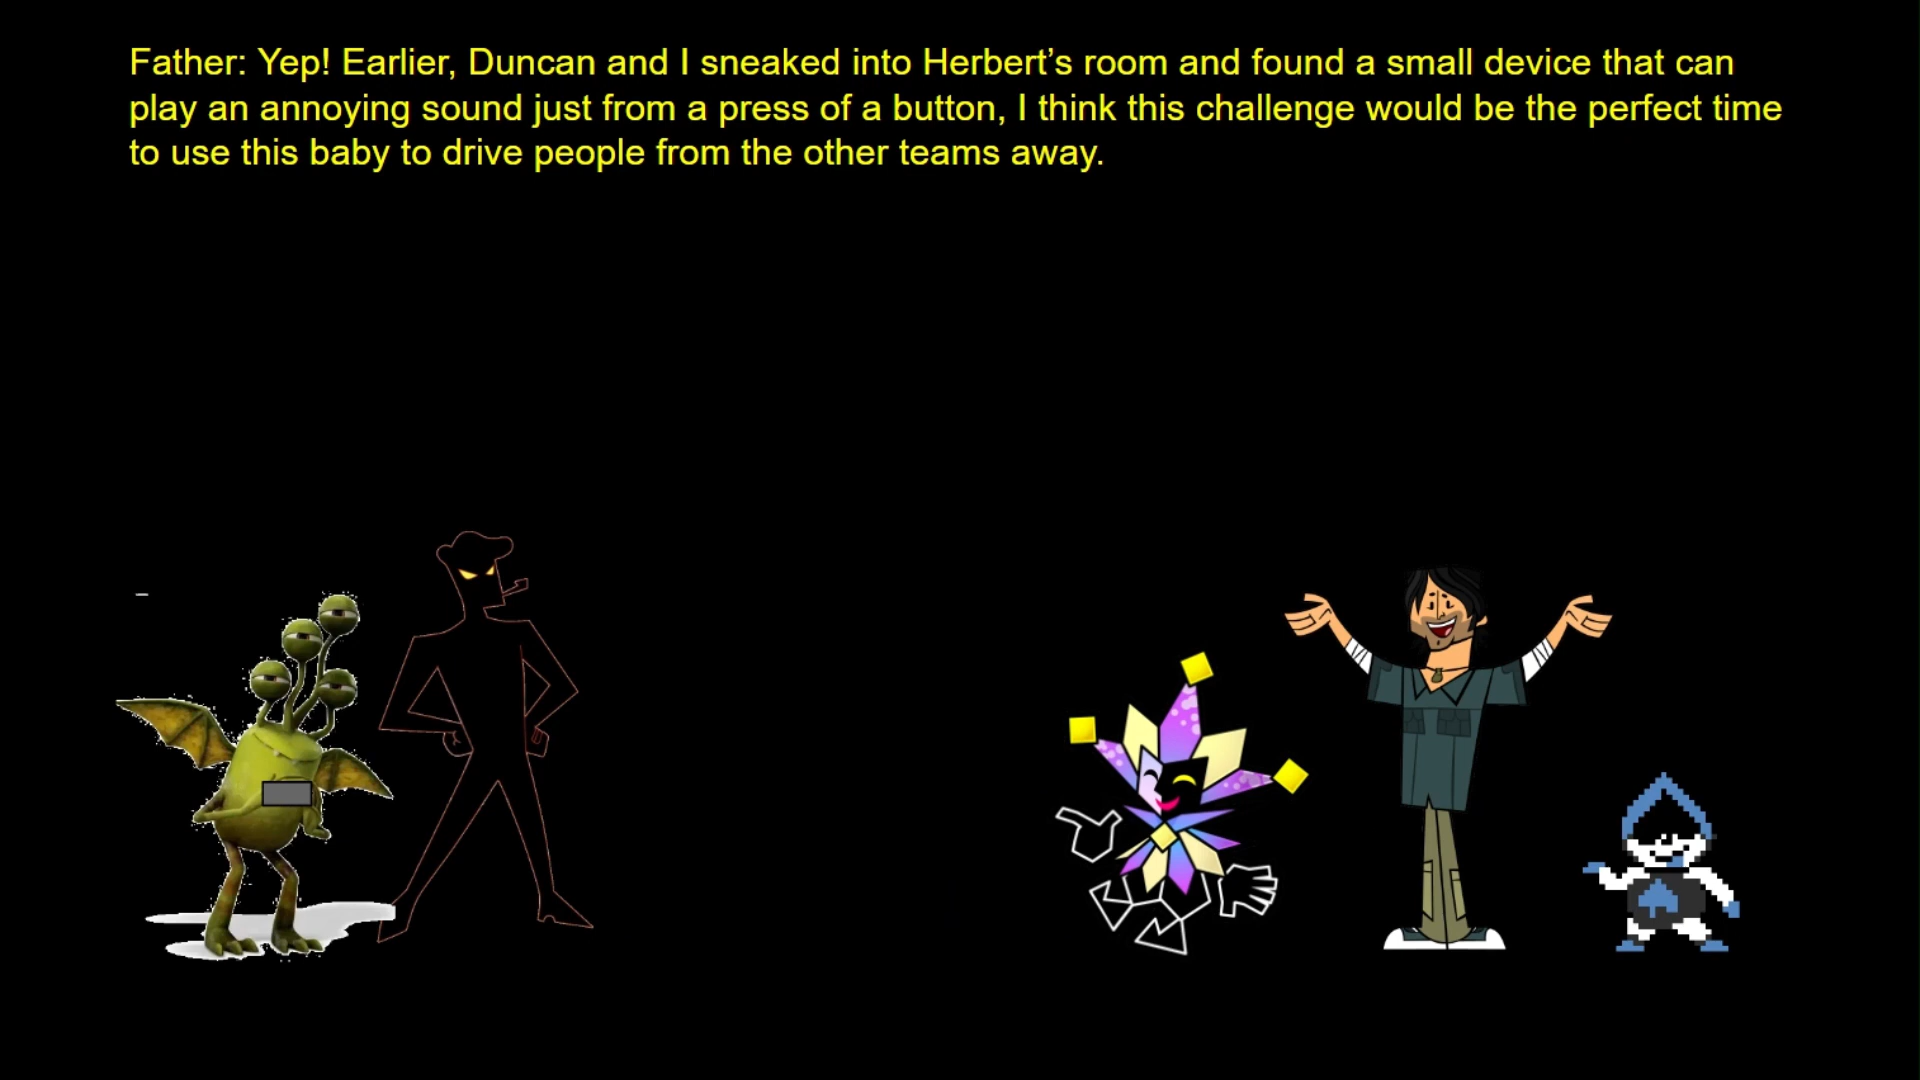 Father: Yep! Earlier, Duncan and I sneaked into Herbert’s room and found a small device that can
play an annoying sound just from a press of a button, I think this challenge would be the perfect time
to use this baby to drive people from the other teams away.